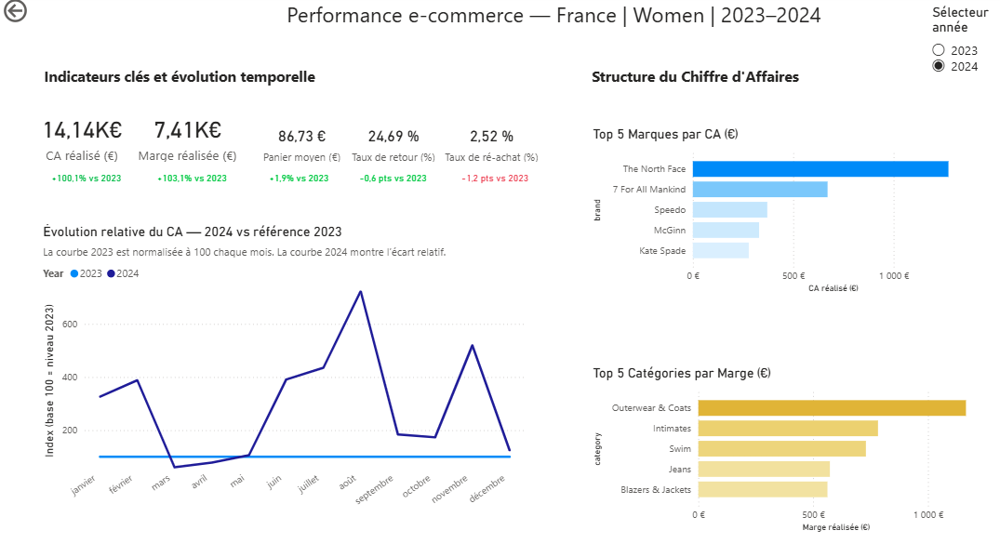 Performance e-commerce — France | Women | 2023–2024
Sélecteur
année
2023
2024
Indicateurs clés et évolution temporelle
14,14K€
CA réalisé (€)
+100,1% vs 2023
7,41K€
Marge réalisée (€)
+103,1% vs 2023
86,73 €
Panier moyen (€)
+1,9% vs 2023
24,69 %
Taux de retour (%)
-0,6 pts vs 2023
2,52 %
Taux de ré-achat (%)
-1,2 pts vs 2023
Évolution relative du CA — 2024 vs référence 2023
La courbe 2023 est normalisée à 100 chaque mois. La courbe 2024 montre l'écart relatif.
Year 2023 2024
Index (base 100 = niveau 2023)
600
400
200
janvier
février
mars
avril
mai
juin
juillet
août
septembre
octobre
novembre
décembre
Structure du Chiffre d'Affaires
Top 5 Marques par CA (€)
brand
The North Face
7 For All Mankind
Speedo
McGinn
Kate Spade
0 €
500 €
1 000 €
CA réalisé (€)
Top 5 Catégories par Marge (€)
category
Outerwear & Coats
Intimates
Swim
Jeans
Blazers & Jackets
0 €
500 €
1 000 €
Marge réalisée (€)